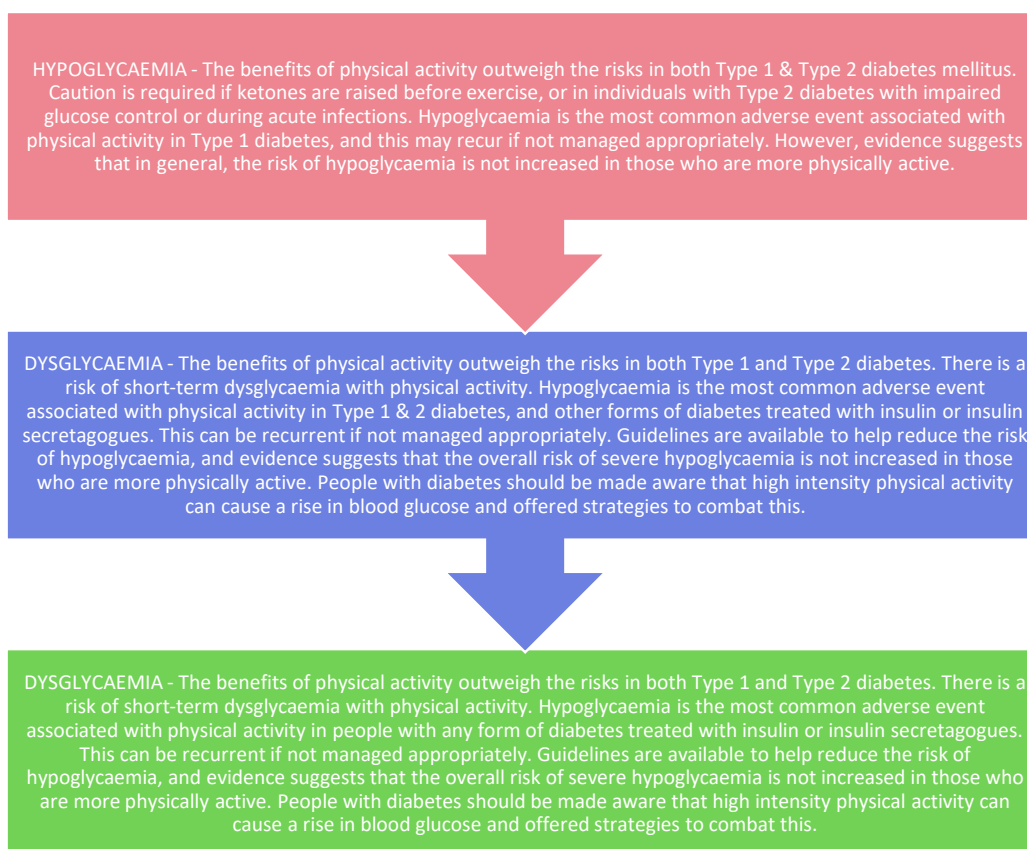 HYPOGLYCAEMIA - The benefits of physical activity outweigh the risks in both Type 1 & Type 2 diabetes mellitus.
Caution is required if ketones are raised before exercise, or in individuals with Type 2 diabetes with impaired
glucose control or during acute infections. Hypoglycaemia is the most common adverse event associated with
physical activity in Type 1 diabetes, and this may recur if not managed appropriately. However, evidence suggests
that in general, the risk of hypoglycaemia is not increased in those who are more physically active.
DYSGLYCAEMIA - The benefits of physical activity outweigh the risks in both Type 1 and Type 2 diabetes. There is a
risk of short-term dysglycaemia with physical activity. Hypoglycaemia is the most common adverse event
associated with physical activity in Type 1 & 2 diabetes, and other forms of diabetes treated with insulin or insulin
secretagogues. This can be recurrent if not managed appropriately. Guidelines are available to help reduce the risk
of hypoglycaemia, and evidence suggests that the overall risk of severe hypoglycaemia is not increased in those
who are more physically active. People with diabetes should be made aware that high intensity physical activity
can cause a rise in blood glucose and offered strategies to combat this.
DYSGLYCAEMIA - The benefits of physical activity outweigh the risks in both Type 1 and Type 2 diabetes. There is a
risk of short-term dysglycaemia with physical activity. Hypoglycaemia is the most common adverse event
associated with physical activity in people with any form of diabetes treated with insulin or insulin secretagogues.
This can be recurrent if not managed appropriately. Guidelines are available to help reduce the risk of
hypoglycaemia, and evidence suggests that the overall risk of severe hypoglycaemia is not increased in those who
are more physically active. People with diabetes should be made aware that high intensity physical activity can
cause a rise in blood glucose and offered strategies to combat this.